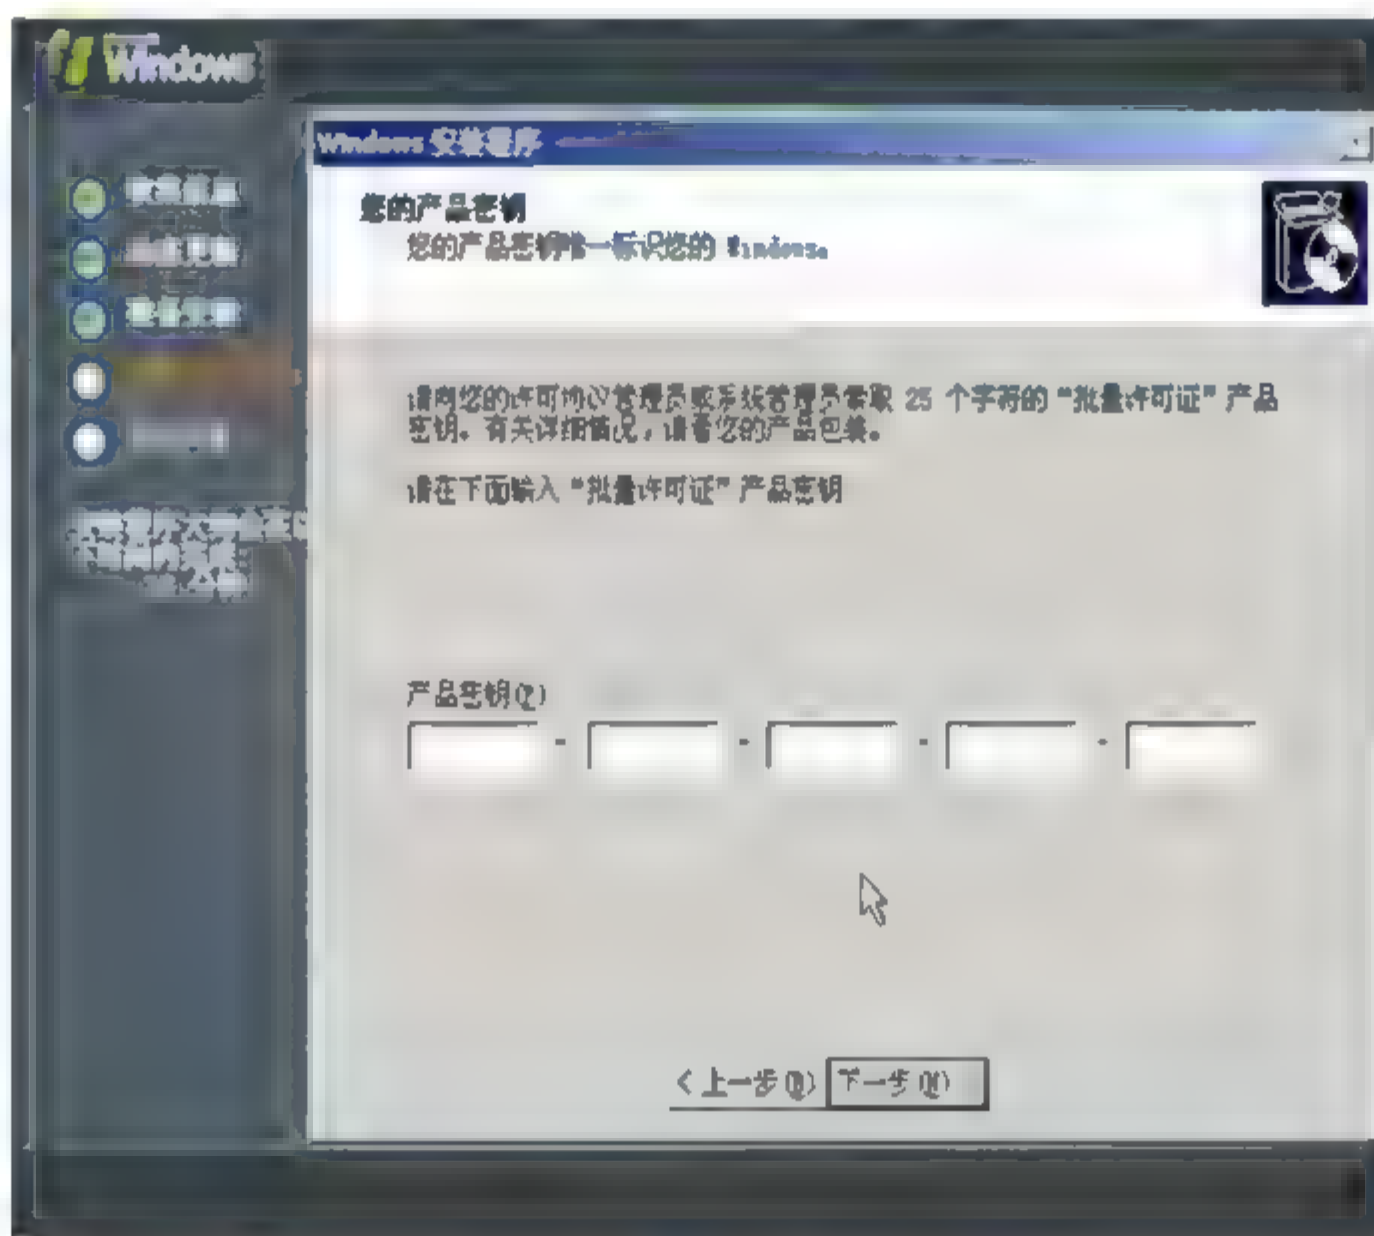 Windows
Windows 安装程序
您的产品密钥
您的产品密钥唯一标识您的 Windows。
请向您的许可协议管理员或系统管理员索取 25 个字符的“批量许可证”产品
密钥。有关详细情况，请看您的产品包装。
请在下面输入“批量许可证”产品密钥
产品密钥(P)
- - - -
< 上一步(B) 下一步(N)